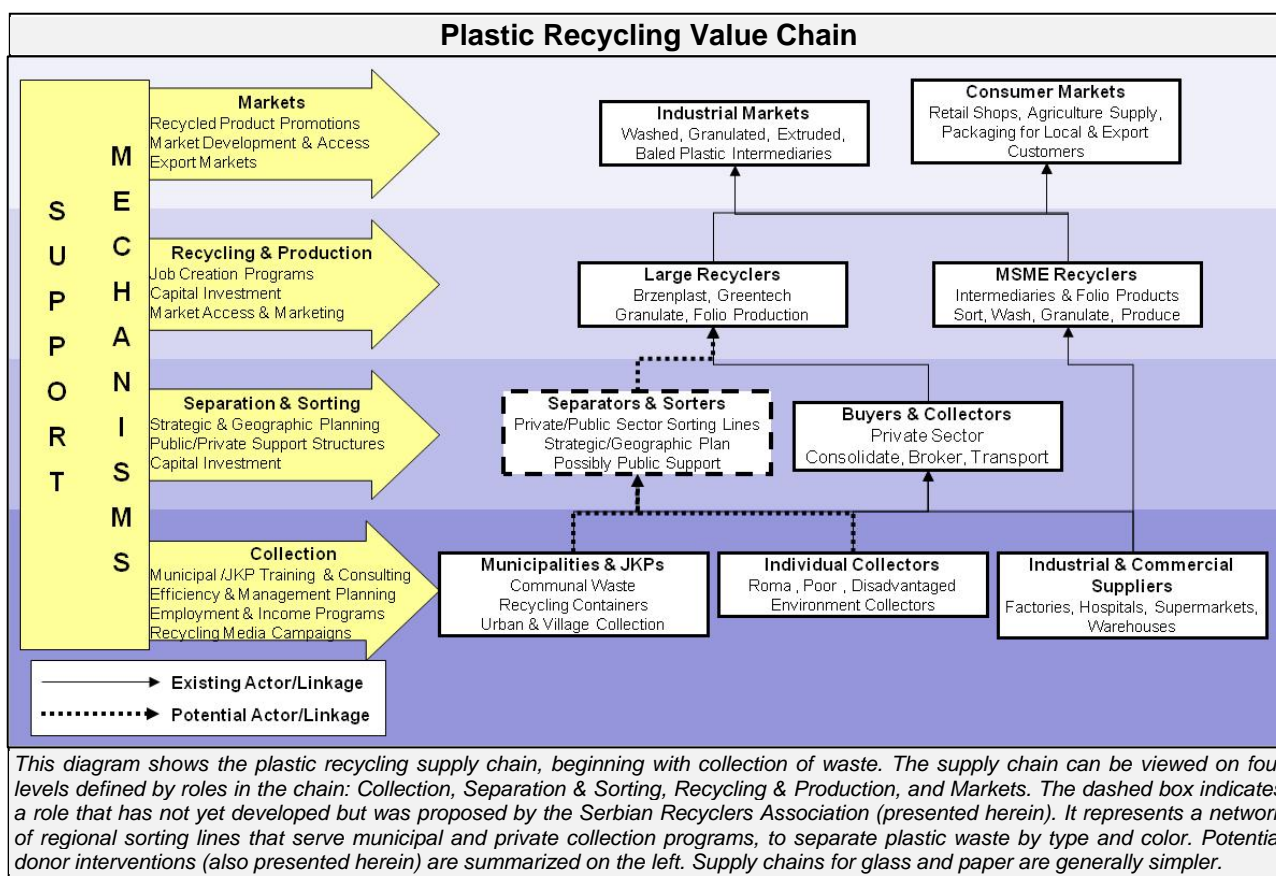 Plastic Recycling Value Chain
SUPPORT
MECHANISMS
Markets
Recycled Product Promotions
Market Development & Access
Export Markets
Industrial Markets
Washed, Granulated, Extruded,
Baled Plastic Intermediaries
Consumer Markets
Retail Shops, Agriculture Supply,
Packaging for Local & Export
Customers
Recycling & Production
Job Creation Programs
Capital Investment
Market Access & Marketing
Large Recyclers
Brzenplast, Greentech
Granulate, Folio Production
MSME Recyclers
Intermediaries & Folio Products
Sort, Wash, Granulate, Produce
Separation & Sorting
Strategic & Geographic Planning
Public/Private Support Structures
Capital Investment
Separators & Sorters
Private/Public Sector Sorting Lines
Strategic/Geographic Plan
Possibly Public Support
Buyers & Collectors
Private Sector
Consolidate, Broker, Transport
Collection
Municipal /JKP Training & Consulting
Efficiency & Management Planning
Employment & Income Programs
Recycling Media Campaigns
Municipalities & JKPs
Communal Waste
Recycling Containers
Urban & Village Collection
Individual Collectors
Roma , Poor , Disadvantaged
Environment Collectors
Industrial & Commercial
Suppliers
Factories, Hospitals, Supermarkets,
Warehouses
Existing Actor/Linkage
Potential Actor/Linkage
This diagram shows the plastic recycling supply chain, beginning with collection of waste. The supply chain can be viewed on fou
levels defined by roles in the chain: Collection, Separation & Sorting, Recycling & Production, and Markets. The dashed box indicates
a role that has not yet developed but was proposed by the Serbian Recyclers Association (presented herein). It represents a network
of regional sorting lines that serve municipal and private collection programs, to separate plastic waste by type and color. Potentia
donor interventions (also presented herein) are summarized on the left. Supply chains for glass and paper are generally simpler.